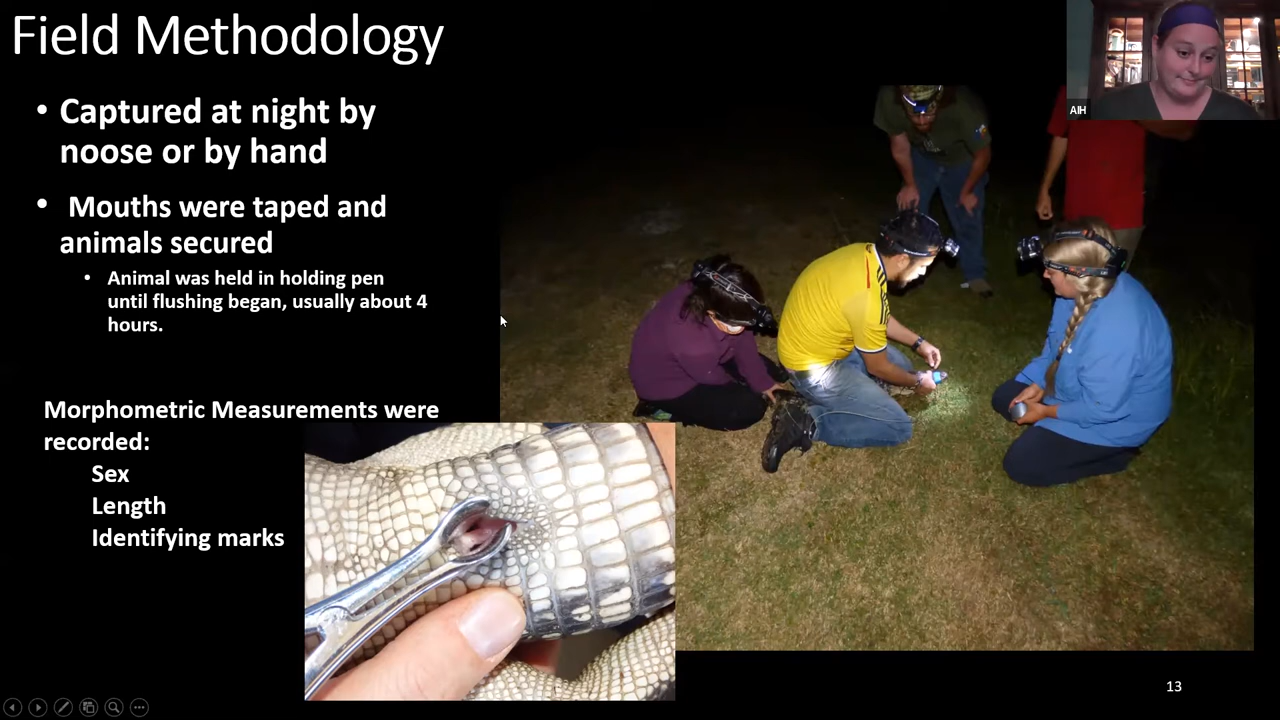 Field Methodology
AIH
• Captured at night by
noose or by hand
• Mouths were taped and
animals secured
• Animal was held in holding pen
until flushing began, usually about 4
hours.
Morphometric Measurements were
recorded:
Sex
Length
Identifying marks
13